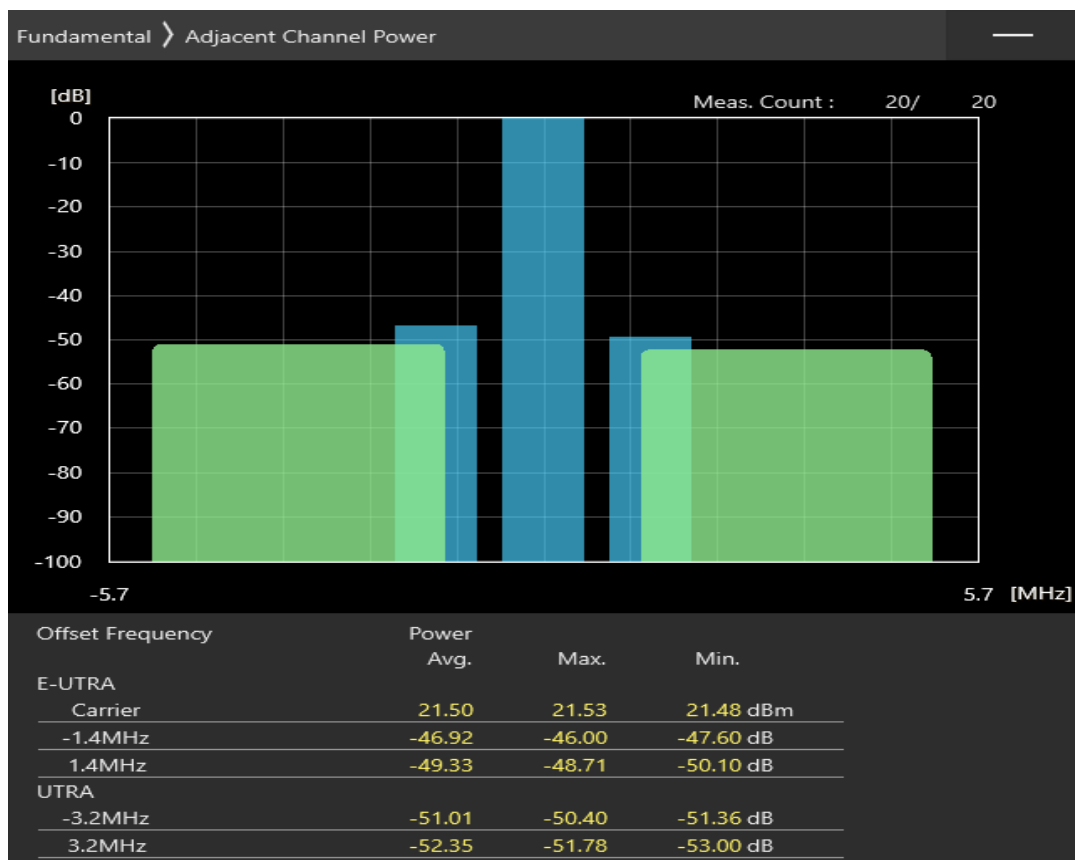 Fundamental 〉 Adjacent Channel Power
[dB]
Meas. Count : 20/ 20
0
-10
-20
-30
-40
-50
-60
-70
-80
-90
-100
-5.7 5.7 [MHz]
Offset Frequency Power
Avg. Max. Min.
E-UTRA
Carrier 21.50 21.53 21.48 dBm
-1.4MHz -46.92 -46.00 -47.60 dB
1.4MHz -49.33 -48.71 -50.10 dB
UTRA
-3.2MHz -51.01 -50.40 -51.36 dB
3.2MHz -52.35 -51.78 -53.00 dB